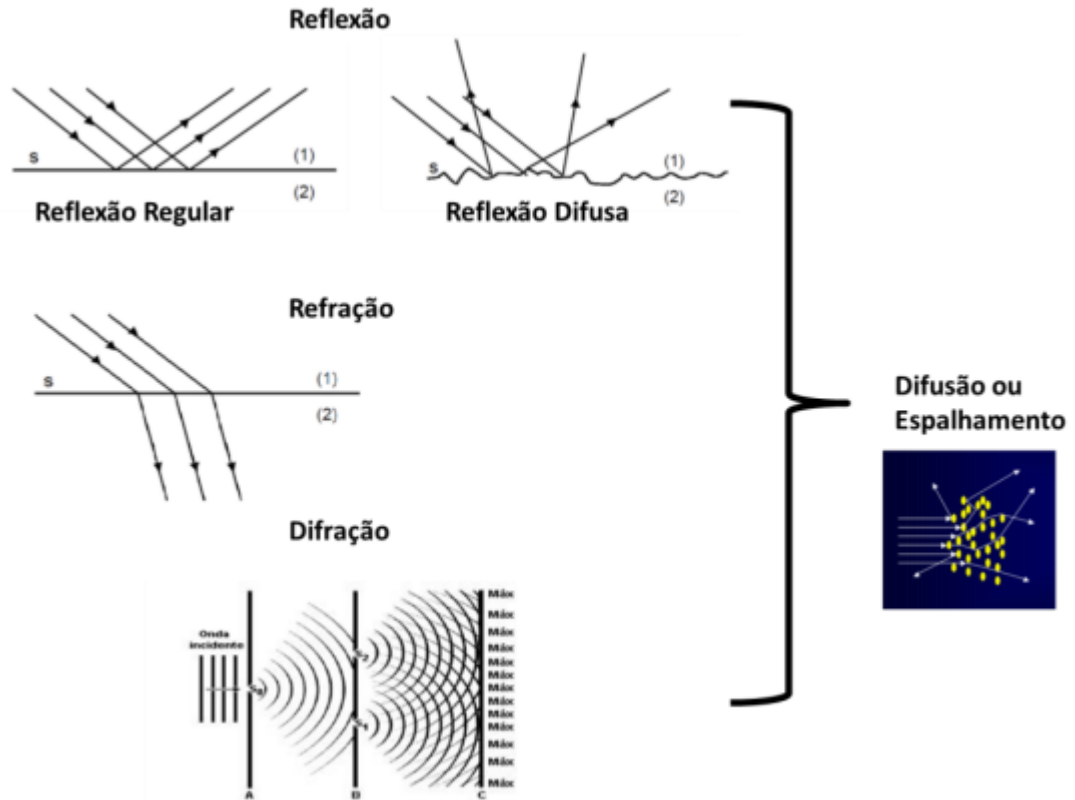 Reflexão
S
(1)
(2)
Reflexão Regular
S
(1)
(2)
Reflexão Difusa
Refração
S
(1)
(2)
Difração
Onda
incidente
Máx
Máx
Máx
Máx
Máx
Máx
Máx
Máx
Máx
Máx
Máx
Máx
Máx
A
B
C
Difusão ou
Espalhamento